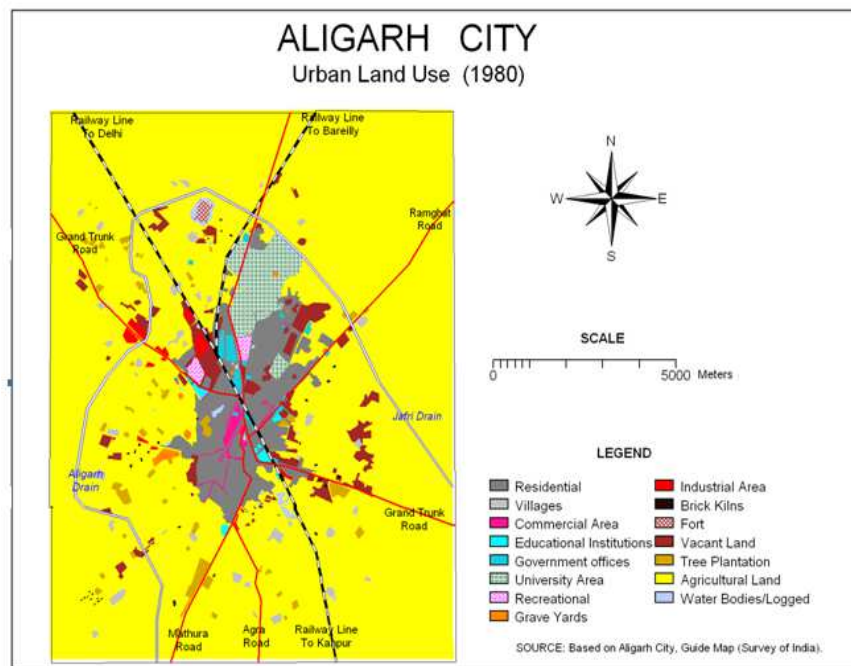 ALIGARH CITY
Urban Land Use (1980)
Railway Line
To Delhi
Railway Line
To Bareilly
Grand Trunk
Road
Ramghat
Road
Jafri Drain
Aligarh
Drain
Grand Trunk
Road
Mathura
Road
Agra
Road
Railway Line
To Kanpur
N
W
E
S
SCALE
0
5000 Meters
LEGEND
Residential
Villages
Commercial Area
Educational Institutions
Government offices
University Area
Recreational
Grave Yards
Industrial Area
Brick Kilns
Fort
Vacant Land
Tree Plantation
Agricultural Land
Water Bodies/Logged
SOURCE: Based on Aligarh City, Guide Map (Survey of India).